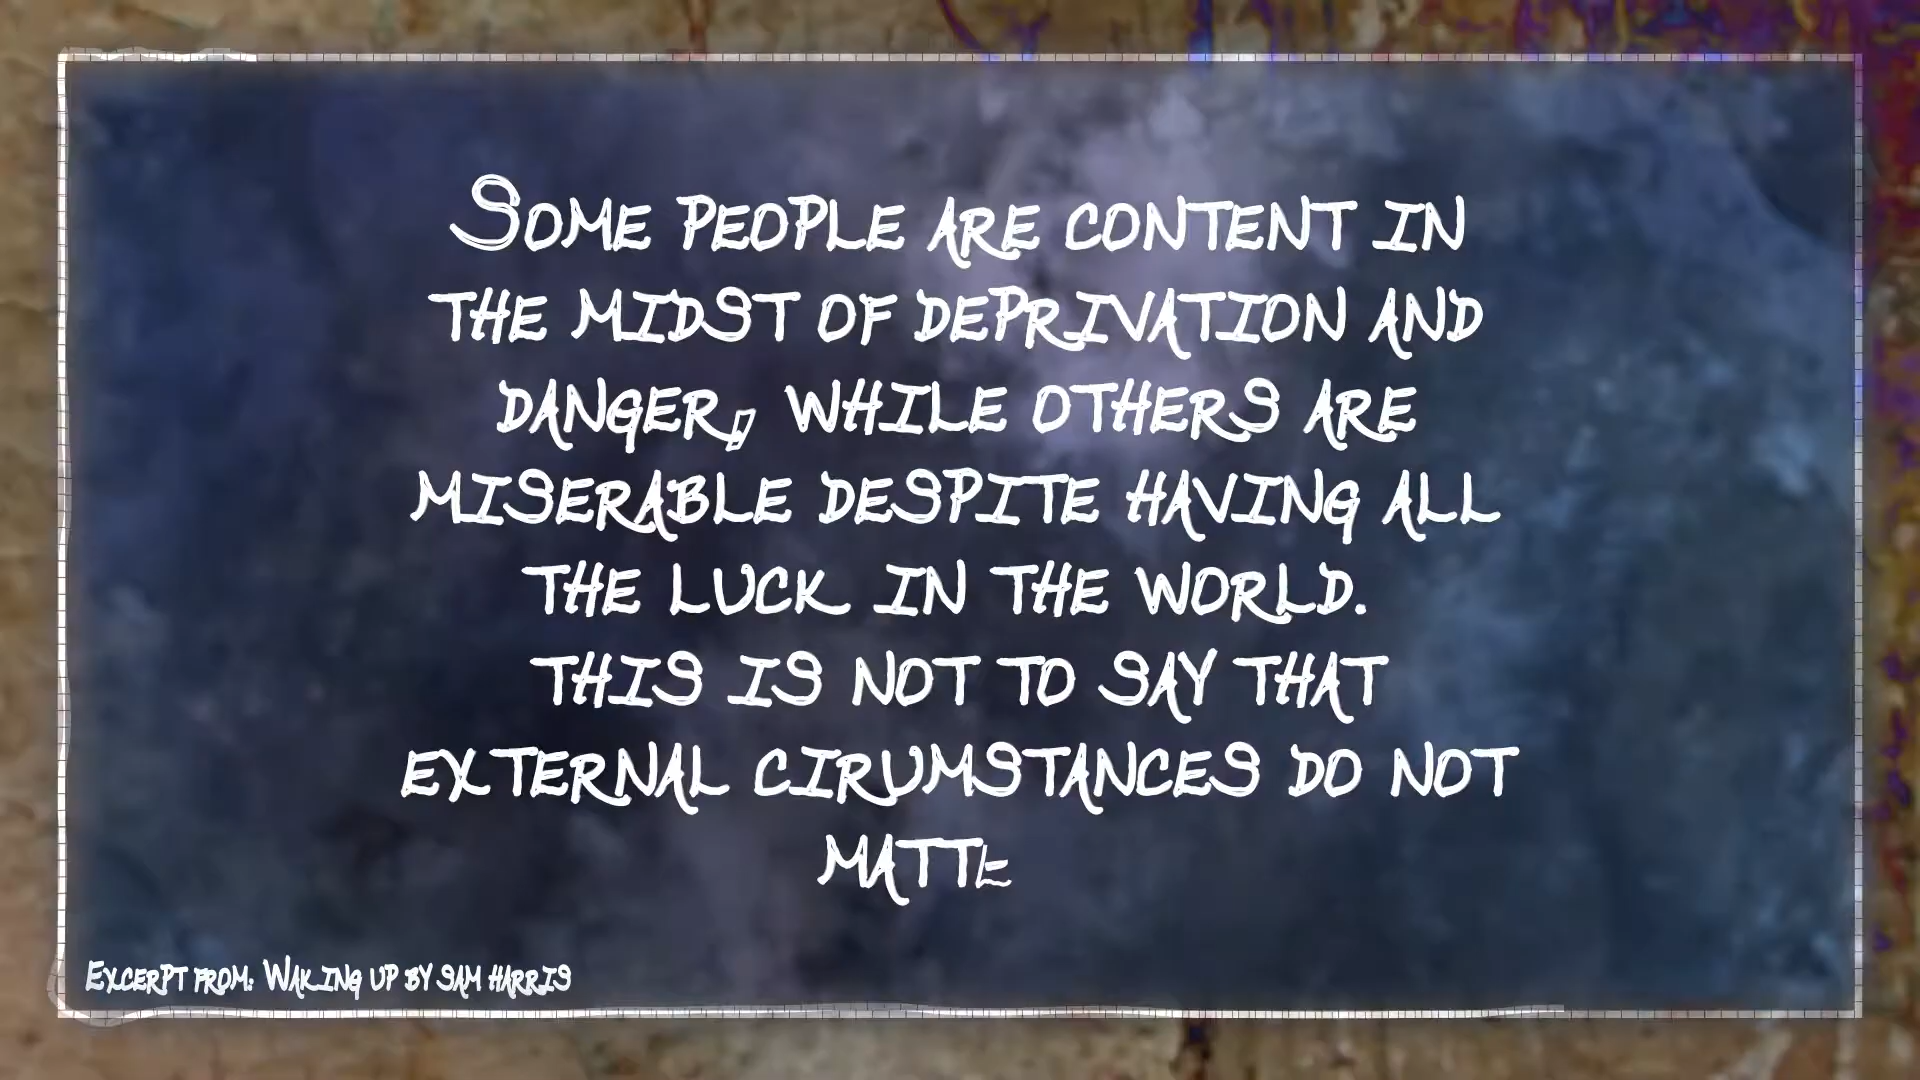 Some people are content in
the midst of deprivation and
danger, while others are
miserable despite having all
the luck in the world.
This is not to say that
external cirumstances do not
matte
Excerpt from: Waking up by Sam Harris